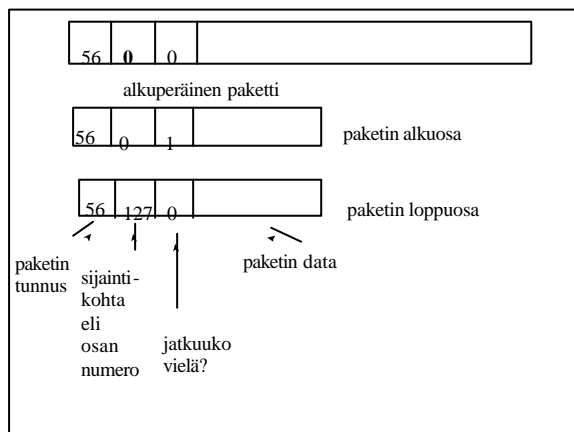 56 0 0
alkuperäinen paketti
56 0 1
paketin alkuosa
56 127 0
paketin loppuosa
paketin
tunnus
sijainti-
kohta
eli
osan
numero
jatkuuko
vielä?
paketin data